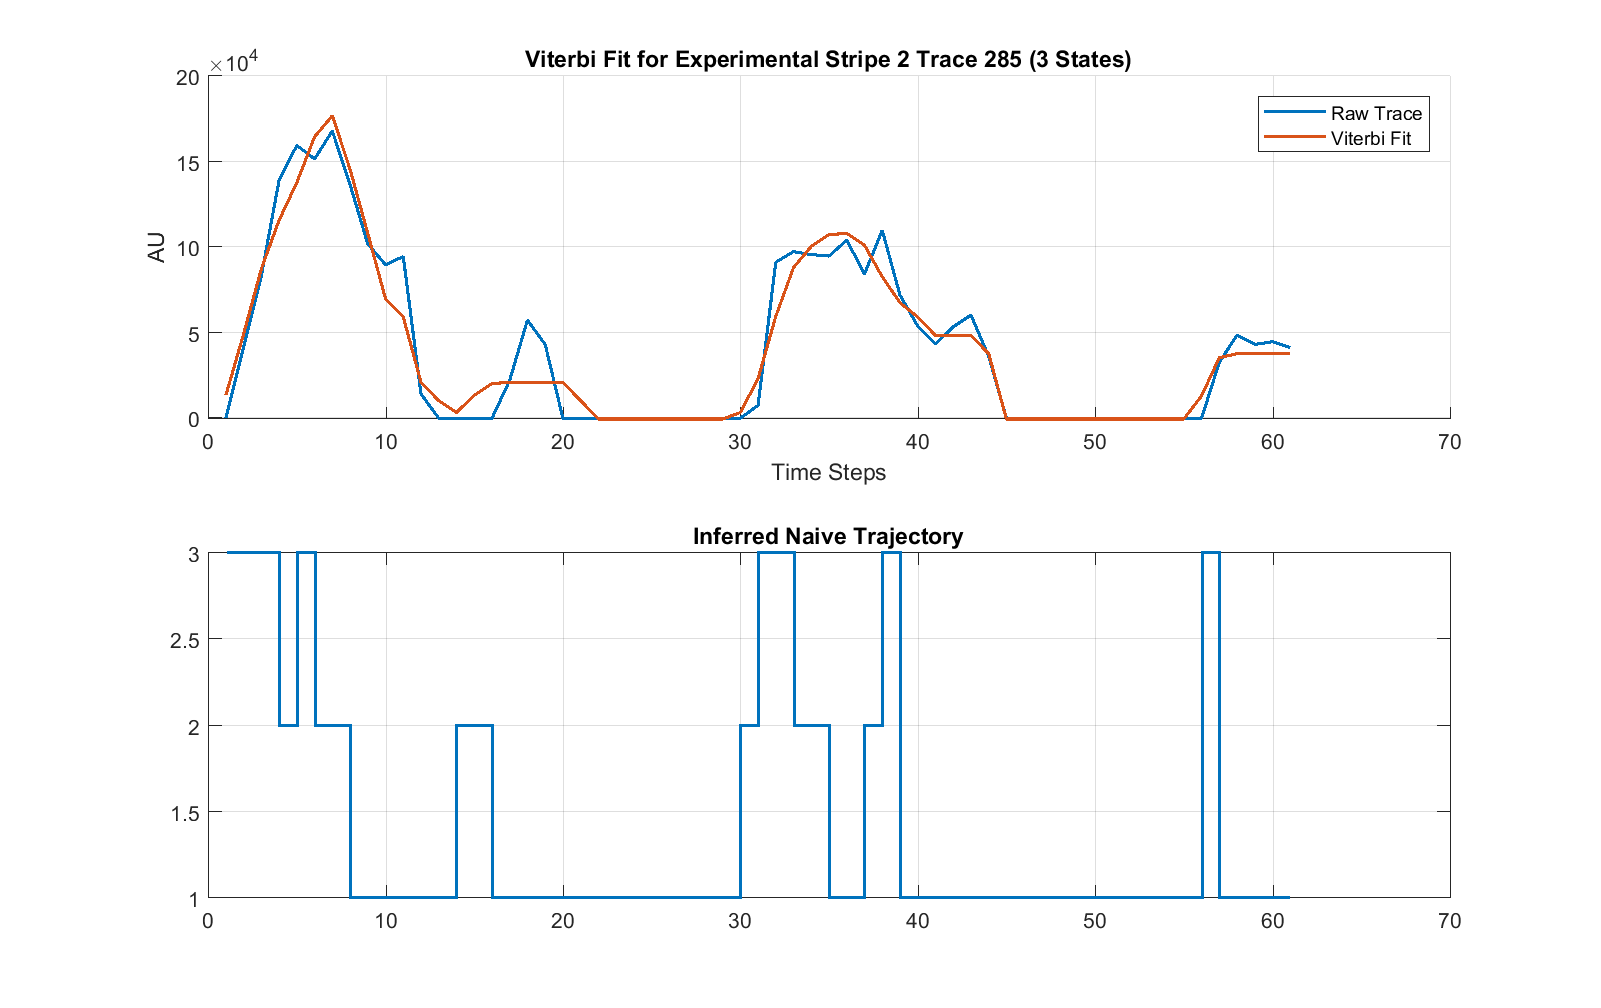 Viterbi Fit for Experimental Stripe 2 Trace 285 (3 States)
×10^4
20
15
10
5
0
AU
Raw Trace
Viterbi Fit
0 10 20 30 40 50 60 70
Time Steps
Inferred Naive Trajectory
3
2.5
2
1.5
1
0 10 20 30 40 50 60 70